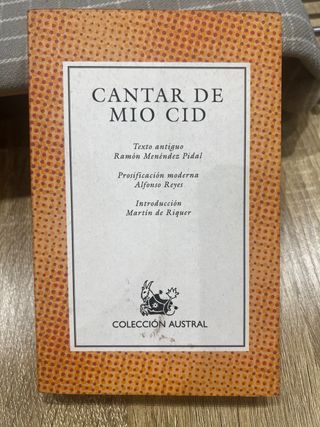 CANTAR DE
MIO CID
Texto antiguo
Ramón Menéndez Pidal
Prosificación moderna
Alfonso Reyes
Introducción
Martín de Riquer
COLECCIÓN AUSTRAL